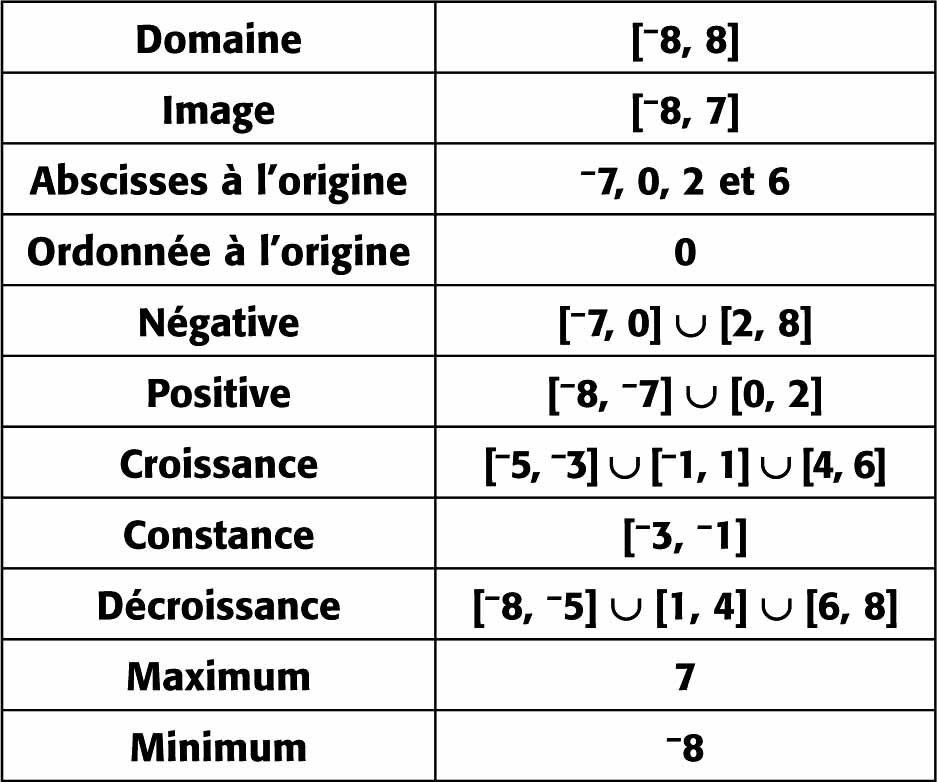 Domaine [⁻8, 8]
Image [⁻8, 7]
Abscisses à l’origine ⁻7, 0, 2 et 6
Ordonnée à l’origine 0
Négative [⁻7, 0] ∪ [2, 8]
Positive [⁻8, ⁻7] ∪ [0, 2]
Croissance [⁻5, ⁻3] ∪ [⁻1, 1] ∪ [4, 6]
Constance [⁻3, ⁻1]
Décroissance [⁻8, ⁻5] ∪ [1, 4] ∪ [6, 8]
Maximum 7
Minimum ⁻8